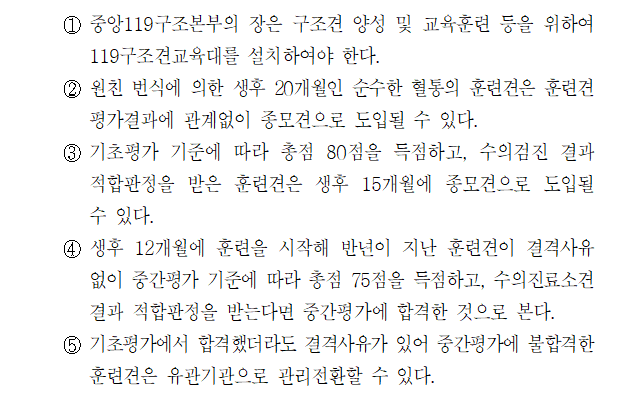 ① 중앙119구조본부의 장은 구조견 양성 및 교육훈련 등을 위하여
119구조견교육대를 설치하여야 한다.
② 원친 번식에 의한 생후 20개월인 순수한 혈통의 훈련견은 훈련견
평가결과에 관계없이 종모견으로 도입될 수 있다.
③ 기초평가 기준에 따라 총점 80점을 득점하고, 수의검진 결과
적합판정을 받은 훈련견은 생후 15개월에 종모견으로 도입될
수 있다.
④ 생후 12개월에 훈련을 시작해 반년이 지난 훈련견이 결격사유
없이 중간평가 기준에 따라 총점 75점을 득점하고, 수의진료소견
결과 적합판정을 받는다면 중간평가에 합격한 것으로 본다.
⑤ 기초평가에서 합격했더라도 결격사유가 있어 중간평가에 불합격한
훈련견은 유관기관으로 관리전환할 수 있다.